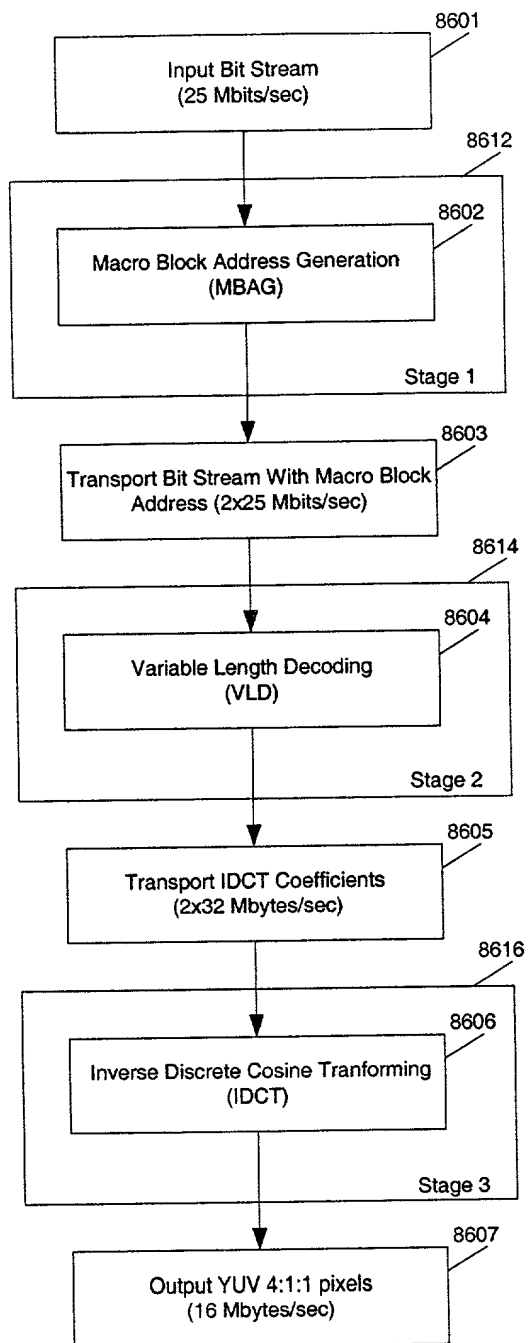 8601
Input Bit Stream
(25 Mbits/sec)
8612
8602
Macro Block Address Generation
(MBAG)
Stage 1
8603
Transport Bit Stream With Macro Block
Address (2x25 Mbits/sec)
8614
8604
Variable Length Decoding
(VLD)
Stage 2
8605
Transport IDCT Coefficients
(2x32 Mbytes/sec)
8616
8606
Inverse Discrete Cosine Tranforming
(IDCT)
Stage 3
8607
Output YUV 4:1:1 pixels
(16 Mbytes/sec)